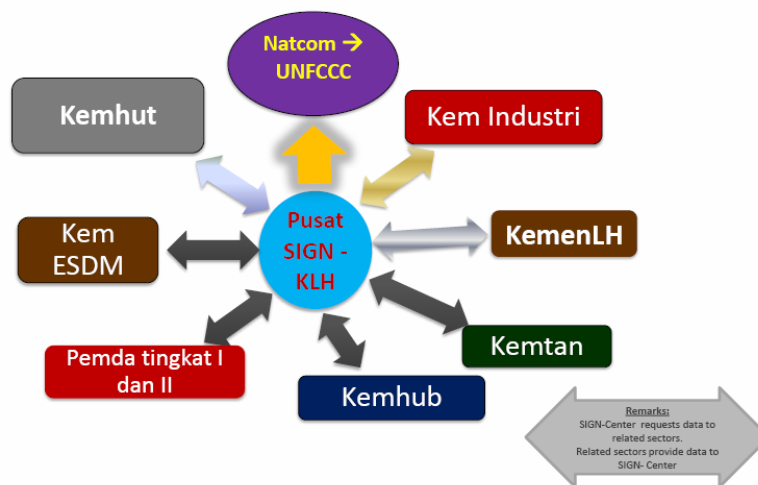 Natcom →
UNFCCC
Kemhut
Kem Industri
Pusat
SIGN -
KLH
Kem
ESDM
KemenLH
Pemda tingkat I
dan II
Kemtan
Kemhub
Remarks:
SIGN-Center requests data to
related sectors.
Related sectors provide data to
SIGN- Center